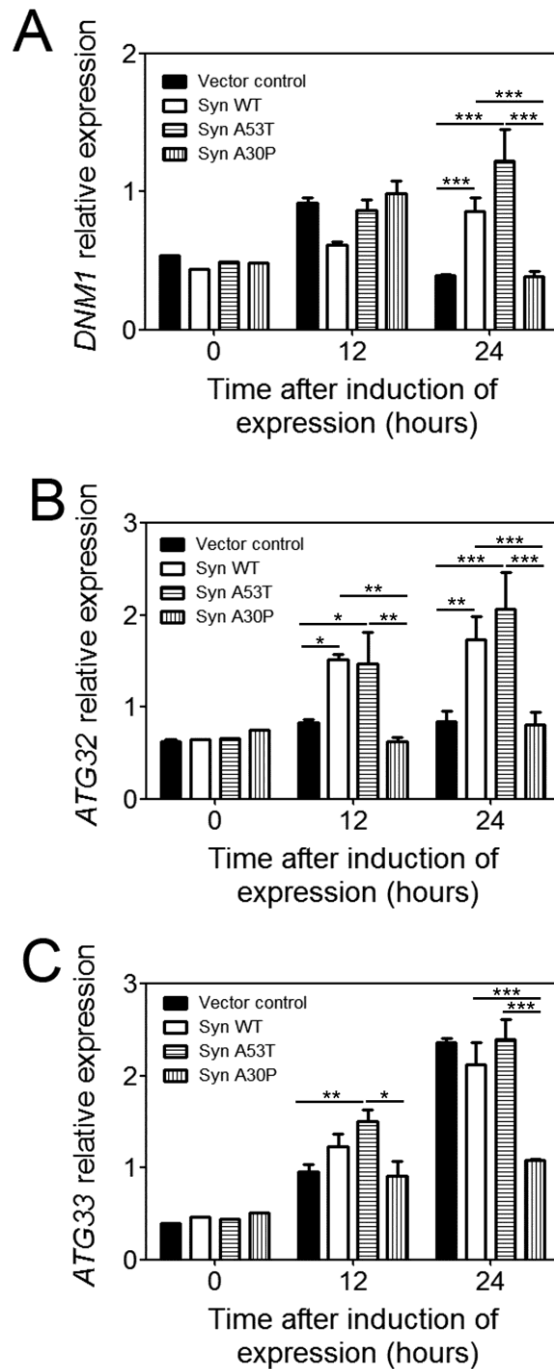 A
DNM1 relative expression
2
1
0
Vector control
Syn WT
Syn A53T
Syn A30P
***
*** ***
***
0 12 24
Time after induction of
expression (hours)
B
ATG32 relative expression
3
2
1
0
Vector control
Syn WT
Syn A53T
Syn A30P
**
* **
*
***
*** ***
**
0 12 24
Time after induction of
expression (hours)
C
ATG33 relative expression
3
2
1
0
Vector control
Syn WT
Syn A53T
Syn A30P
** *
***
***
0 12 24
Time after induction of
expression (hours)